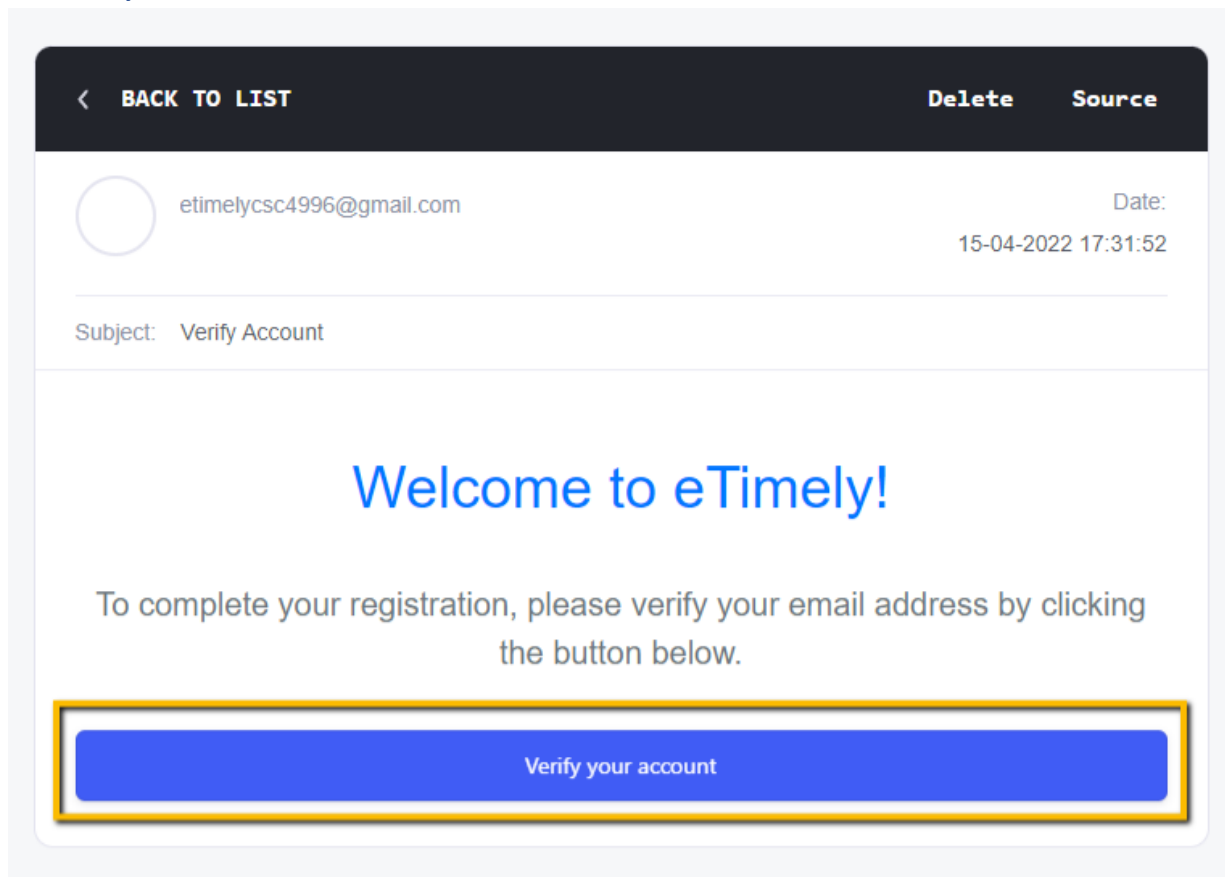 BACK TO LIST Delete Source
etimelycsc4996@gmail.com Date:
15-04-2022 17:31:52
Subject: Verify Account
Welcome to eTimely!
To complete your registration, please verify your email address by clicking
the button below.
Verify your account